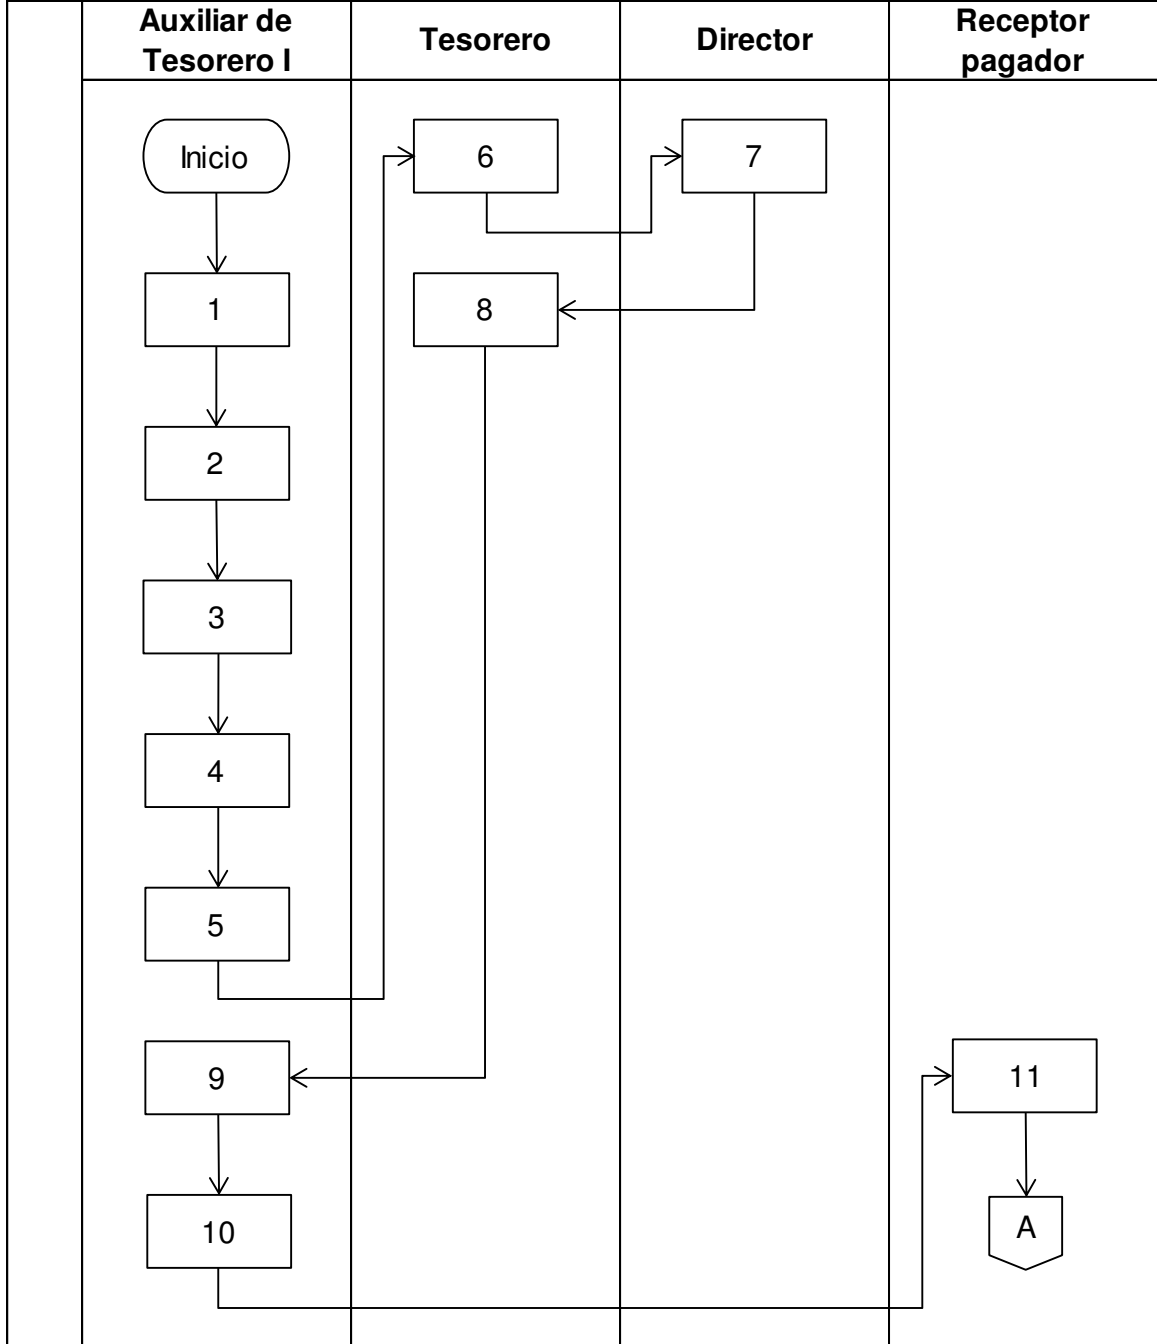 Auxiliar de
Tesorero I
Tesorero
Director
Receptor
pagador
Inicio
6
7
1
8
2
3
4
5
9
11
10
A